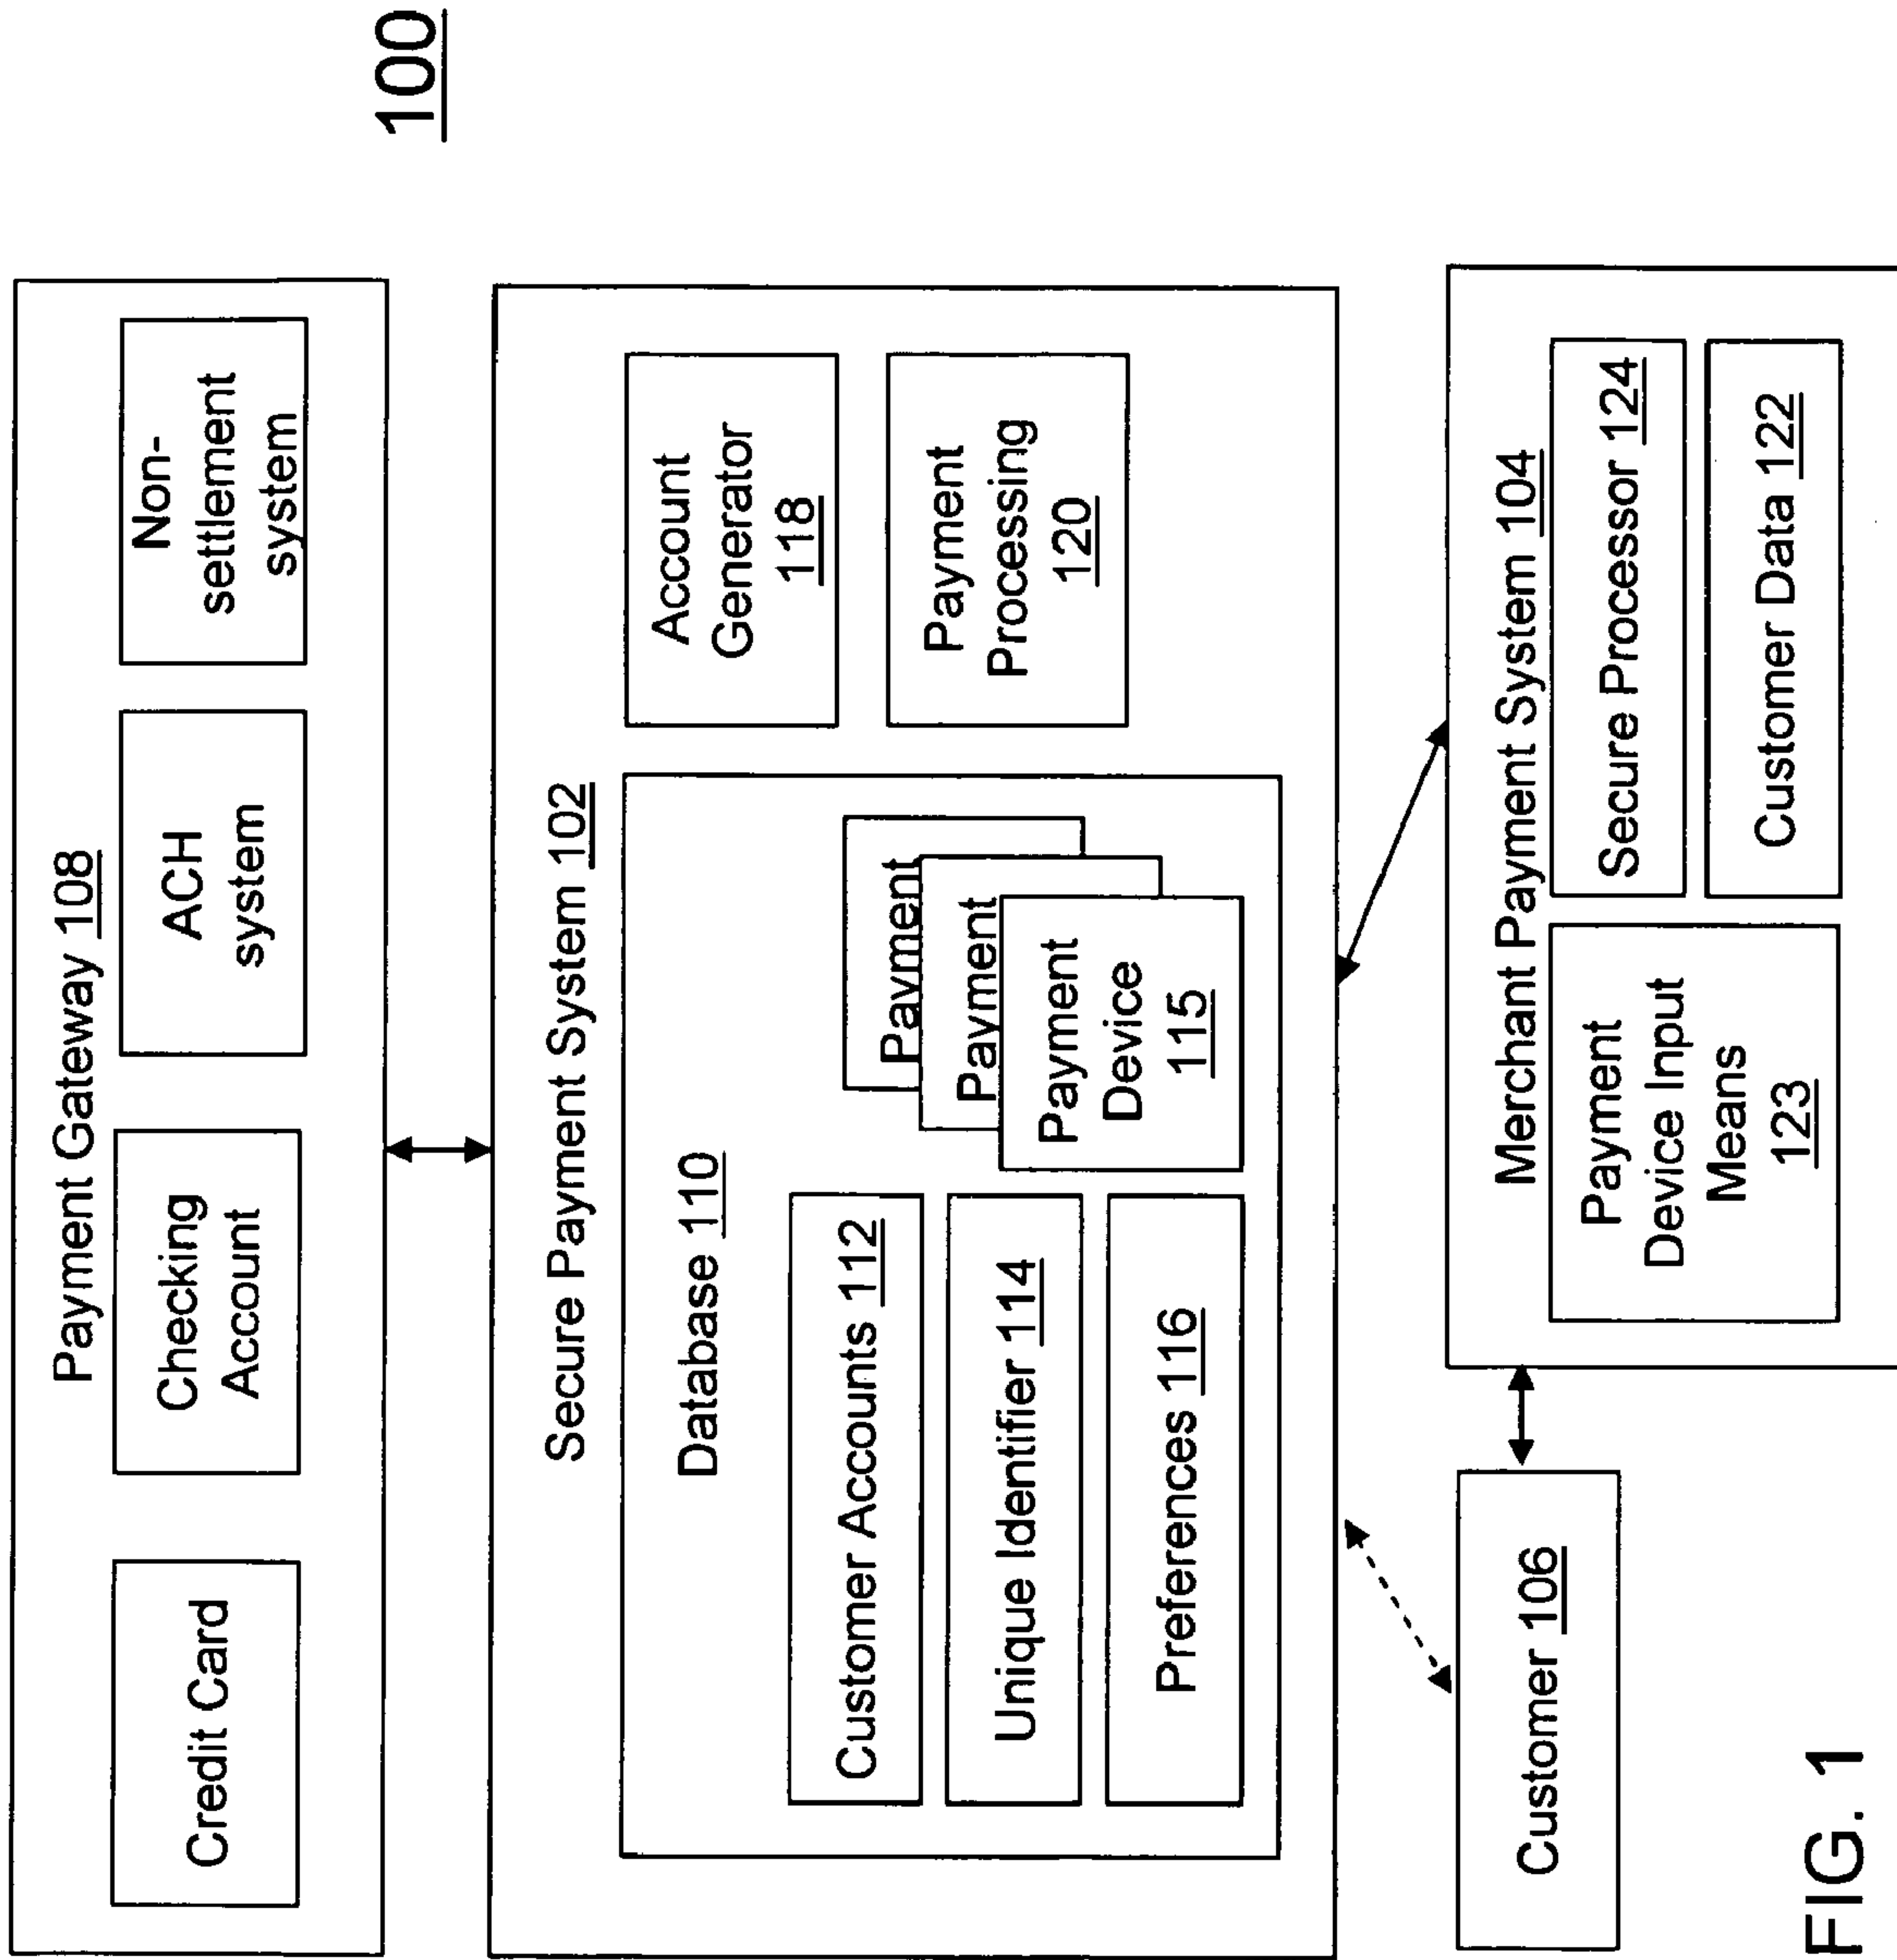 100
Payment Gateway 108
Credit Card
Checking
Account
ACH
system
Non-
settlement
system
Secure Payment System 102
Database 110
Customer Accounts 112
Unique Identifier 114
Preferences 116
Payment
Payment
Payment
Device
115
Account
Generator
118
Payment
Processing
120
Customer 106
Merchant Payment System 104
Payment
Device Input
Means
123
Secure Processor 124
Customer Data 122
FIG. 1